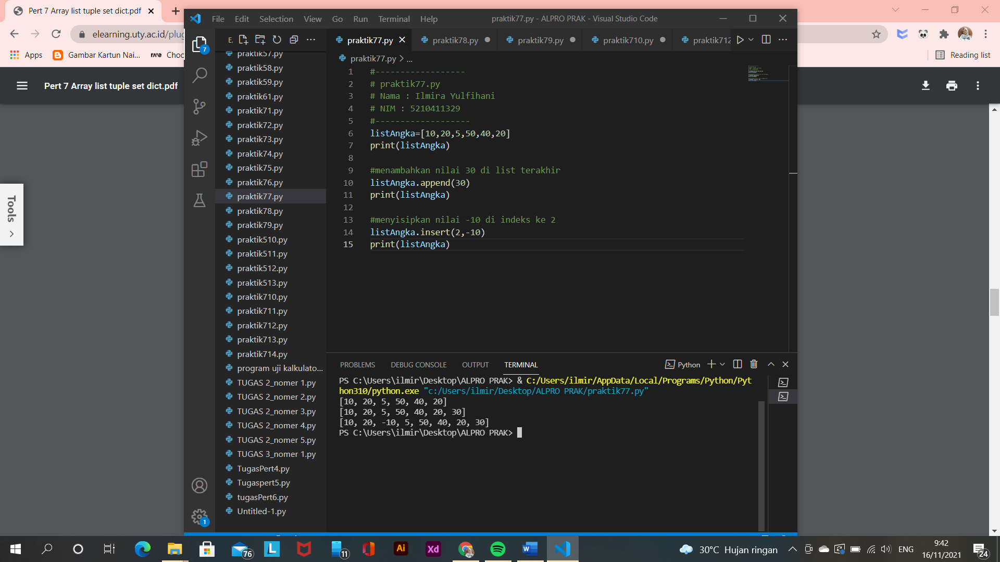 Pert 7 Array list tuple set dict.pdf
elearning.uty.ac.id/plug
Apps
Gambar Kartun Nai...
rave
Choc
Reading list
Pert 7 Array list tuple set dict.pdf
Tools
File Edit Selection View Go Run Terminal Help
praktik77.py - ALPRO PRAK - Visual Studio Code
E.
7
praktik57.py
praktik58.py
praktik59.py
praktik61.py
praktik71.py
praktik72.py
praktik73.py
praktik74.py
praktik75.py
praktik76.py
praktik77.py
praktik78.py
praktik79.py
praktik510.py
praktik511.py
praktik512.py
praktik513.py
praktik710.py
praktik711.py
praktik712.py
praktik713.py
praktik714.py
program uji kalkulato...
TUGAS 2_nomer 1.py
TUGAS 2_nomer 2.py
TUGAS 2_nomer 3.py
TUGAS 2_nomer 4.py
TUGAS 2_nomer 5.py
TUGAS 3_nomer 1.py
TugasPert4.py
Tugaspert5.py
tugasPert6.py
Untitled-1.py
1
praktik77.py praktik78.py praktik79.py praktik710.py praktik712
praktik77.py > ...
1 #------------------
2 # praktik77.py
3 # Nama : Ilmira Yulfihani
4 # NIM : 5210411329
5 #-------------------
6 listAngka=[10,20,5,50,40,20]
7 print(listAngka)
8
9 #menambahkan nilai 30 di list terakhir
10 listAngka.append(30)
11 print(listAngka)
12
13 #menyisipkan nilai -10 di indeks ke 2
14 listAngka.insert(2,-10)
15 print(listAngka)
PROBLEMS DEBUG CONSOLE OUTPUT TERMINAL
Python
PS C:\Users\ilmir\Desktop\ALPRO PRAK> & C:/Users/ilmir/AppData/Local/Programs/Python/Pyt
hon310/python.exe "c:/Users/ilmir/Desktop/ALPRO PRAK/praktik77.py"
[10, 20, 5, 50, 40, 20]
[10, 20, 5, 50, 40, 20, 30]
[10, 20, -10, 5, 50, 40, 20, 30]
PS C:\Users\ilmir\Desktop\ALPRO PRAK>
76
L
11
Ai
Xd
W
30°C Hujan ringan
ENG
9:42
16/11/2021
24